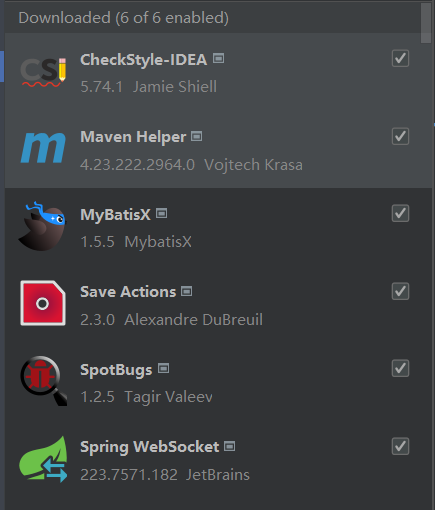 Downloaded (6 of 6 enabled)
CSi
CheckStyle-IDEA
5.74.1 Jamie Shiell
m
Maven Helper
4.23.222.2964.0 Vojtech Krasa
MyBatisX
1.5.5 MybatisX
Save Actions
2.3.0 Alexandre DuBreuil
SpotBugs
1.2.5 Tagir Valeev
Spring WebSocket
223.7571.182 JetBrains